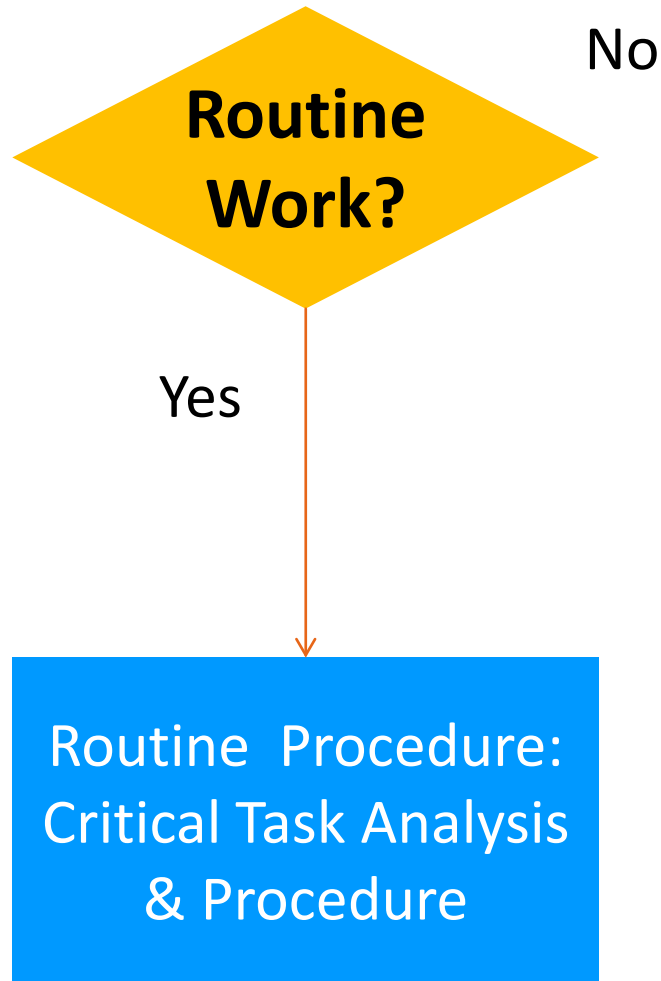 No
Routine
Work?
Yes
Routine  Procedure:
Critical Task Analysis
& Procedure